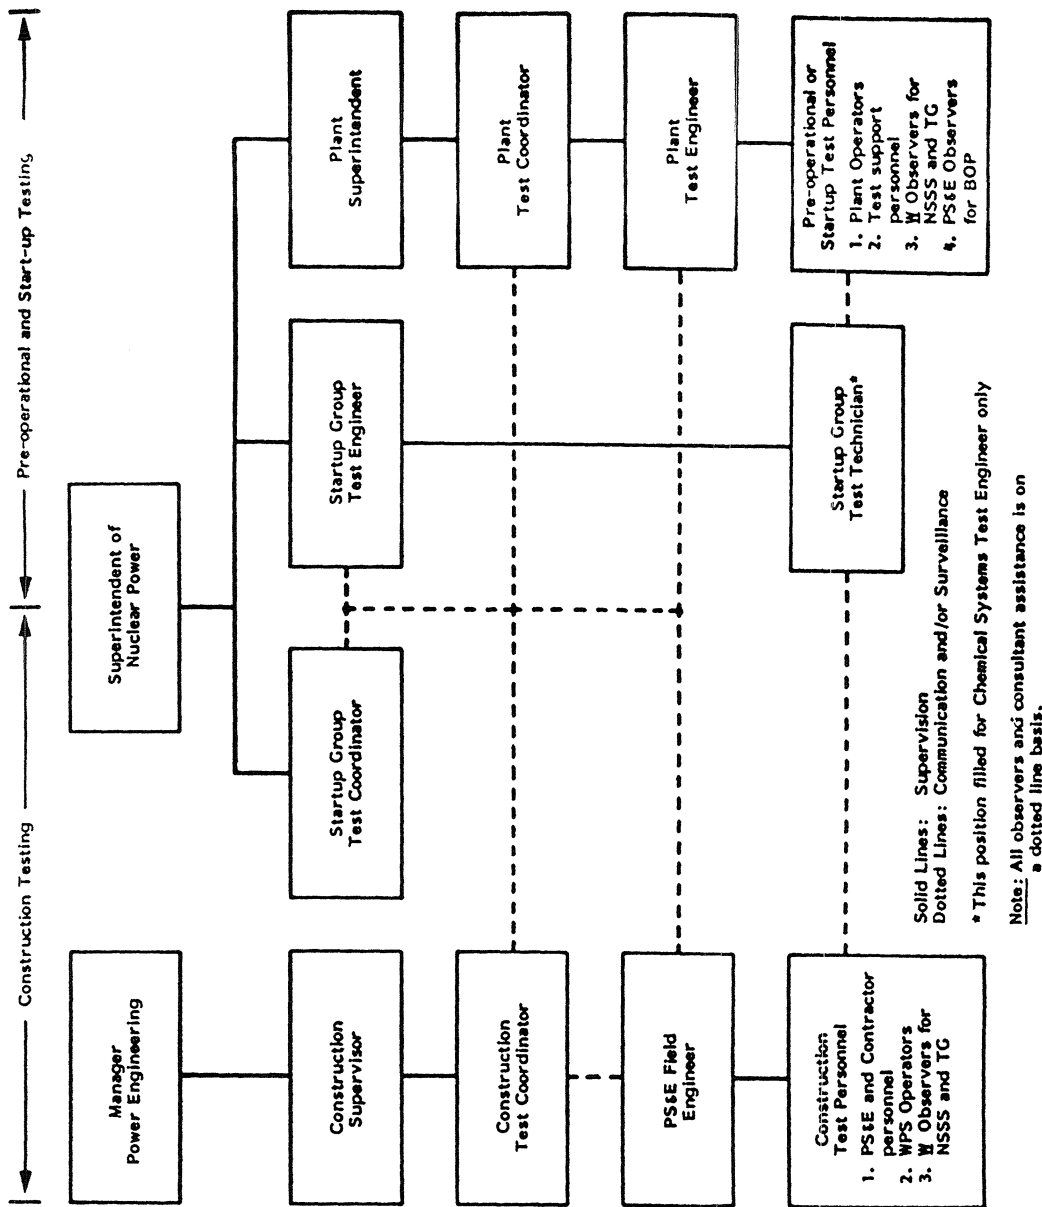 Construction Testing
Pre-operational and Start-up Testing
Manager
Power Engineering
Superintendent of
Nuclear Power
Construction
Supervisor
Startup Group
Test Coordinator
Startup Group
Test Engineer
Plant
Superintendent
Construction
Test Coordinator
Plant
Test Coordinator
PS&E Field
Engineer
Plant
Test Engineer
Construction
Test Personnel
1. PS&E and Contractor
personnel
2. WPS Operators
3. W Observers for
NSSS and TG
Startup Group
Test Technician*
Pre-operational or
Startup Test Personnel
1. Plant Operators
2. Test support
personnel
3. W Observers for
NSSS and TG
4. PS&E Observers
for BOP
Solid Lines: Supervision
Dotted Lines: Communication and/or Surveillance
*This position filled for Chemical Systems Test Engineer only
Note: All observers and consultant assistance is on
a dotted line basis.